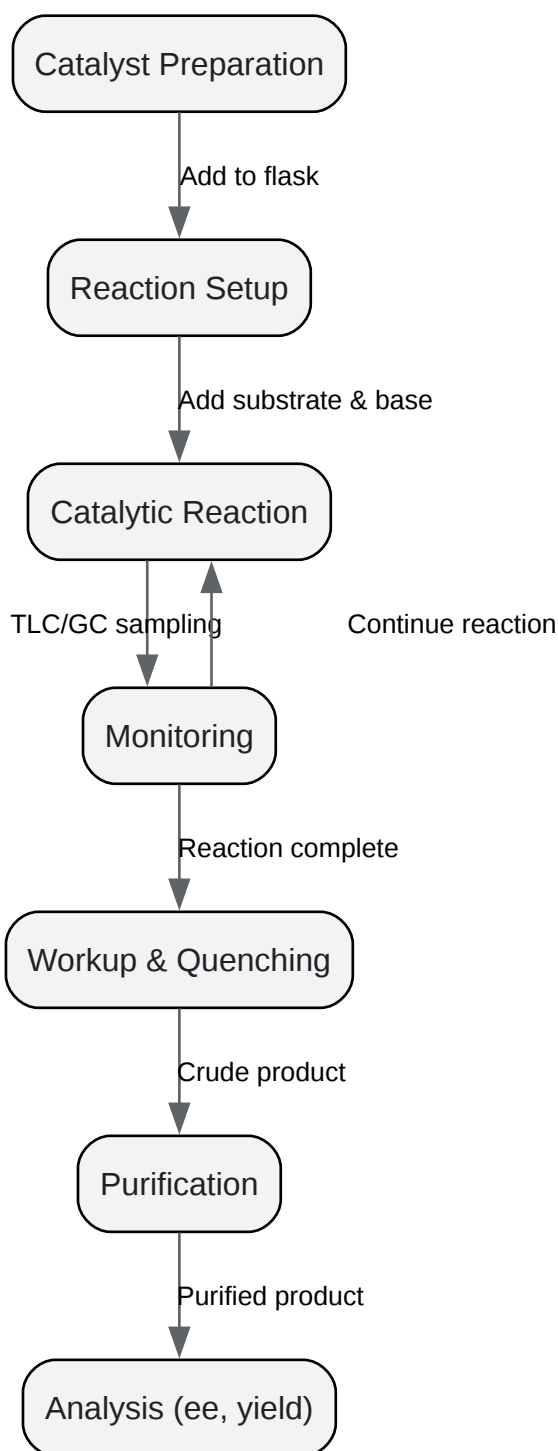 Catalyst Preparation
Add to flask
Reaction Setup
Add substrate & base
Catalytic Reaction
TLC/GC sampling
Continue reaction
Monitoring
Reaction complete
Workup & Quenching
Crude product
Purification
Purified product
Analysis (ee, yield)